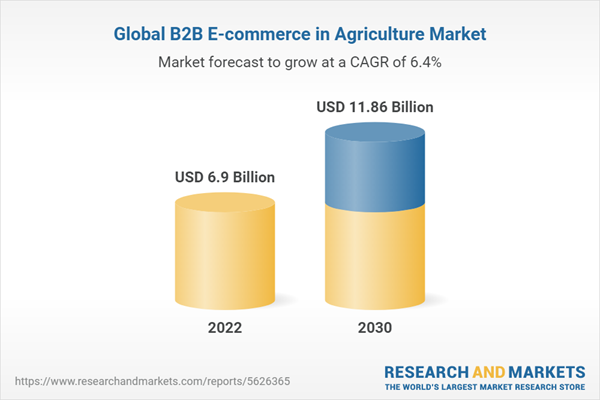 Global B2B E-commerce in Agriculture Market
Market forecast to grow at a CAGR of 6.4%
USD 11.86 Billion
USD 6.9 Billion
2022
2030
https://www.researchandmarkets.com/reports/5626365
RESEARCH AND MARKETS
THE WORLD'S LARGEST MARKET RESEARCH STORE